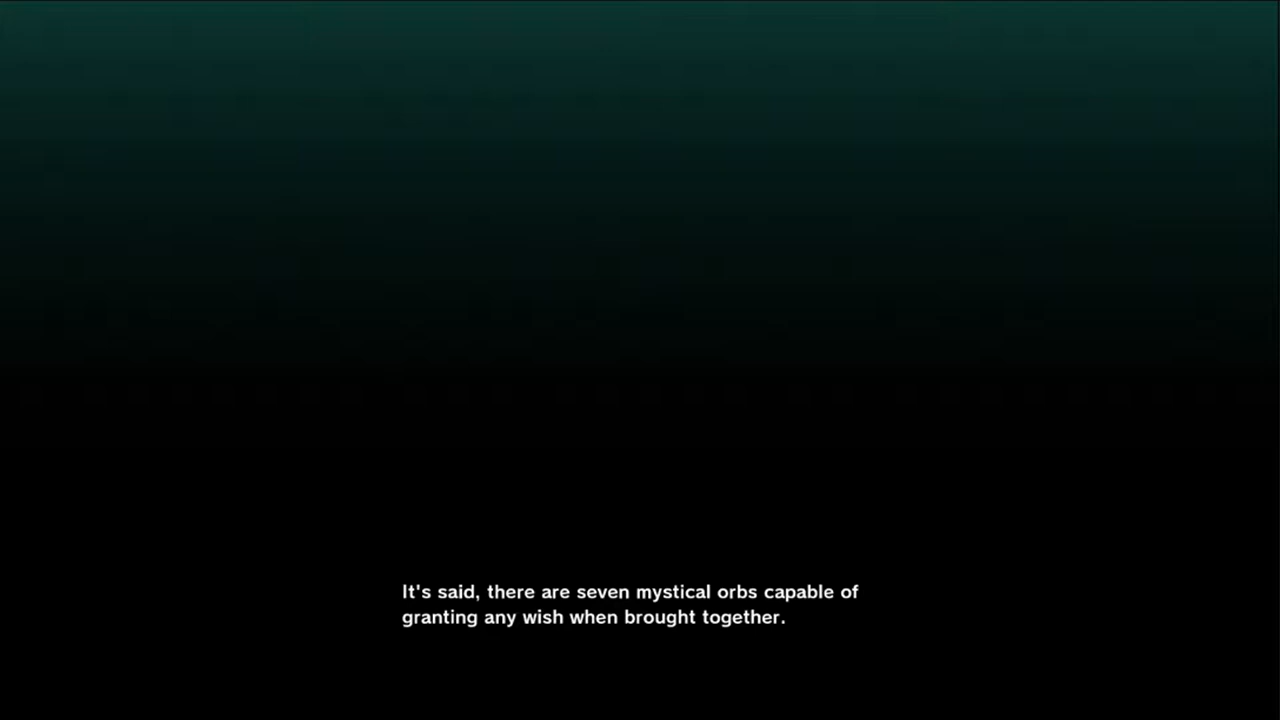 It's said, there are seven mystical orbs capable of
granting any wish when brought together.